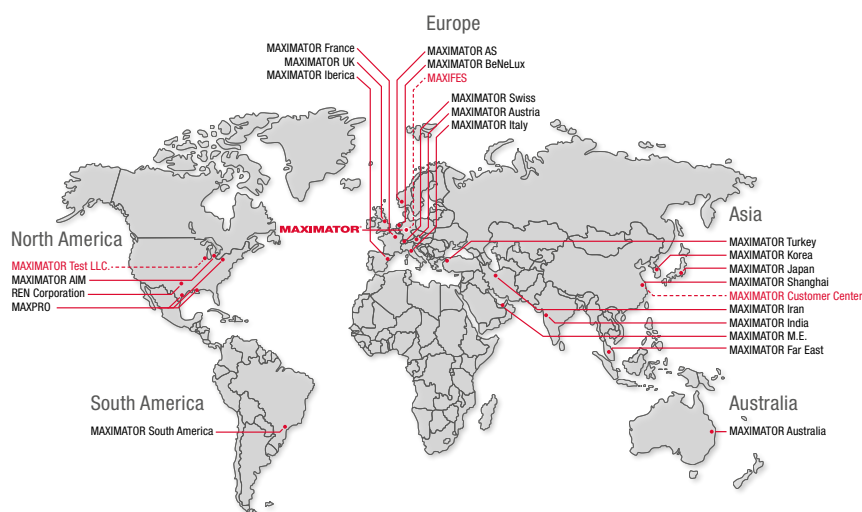 Europe
MAXIMATOR France
MAXIMATOR UK
MAXIMATOR Iberica
MAXIMATOR AS
MAXIMATOR BeNeLux
MAXIFES
MAXIMATOR Swiss
MAXIMATOR Austria
MAXIMATOR Italy
MAXIMATOR®
North America
MAXIMATOR Test LLC.
MAXIMATOR AIM
REN Corporation
MAXPRO
Asia
MAXIMATOR Turkey
MAXIMATOR Korea
MAXIMATOR Japan
MAXIMATOR Shanghai
MAXIMATOR Customer Center
MAXIMATOR Iran
MAXIMATOR India
MAXIMATOR M.E.
MAXIMATOR Far East
South America
MAXIMATOR South America
Australia
MAXIMATOR Australia